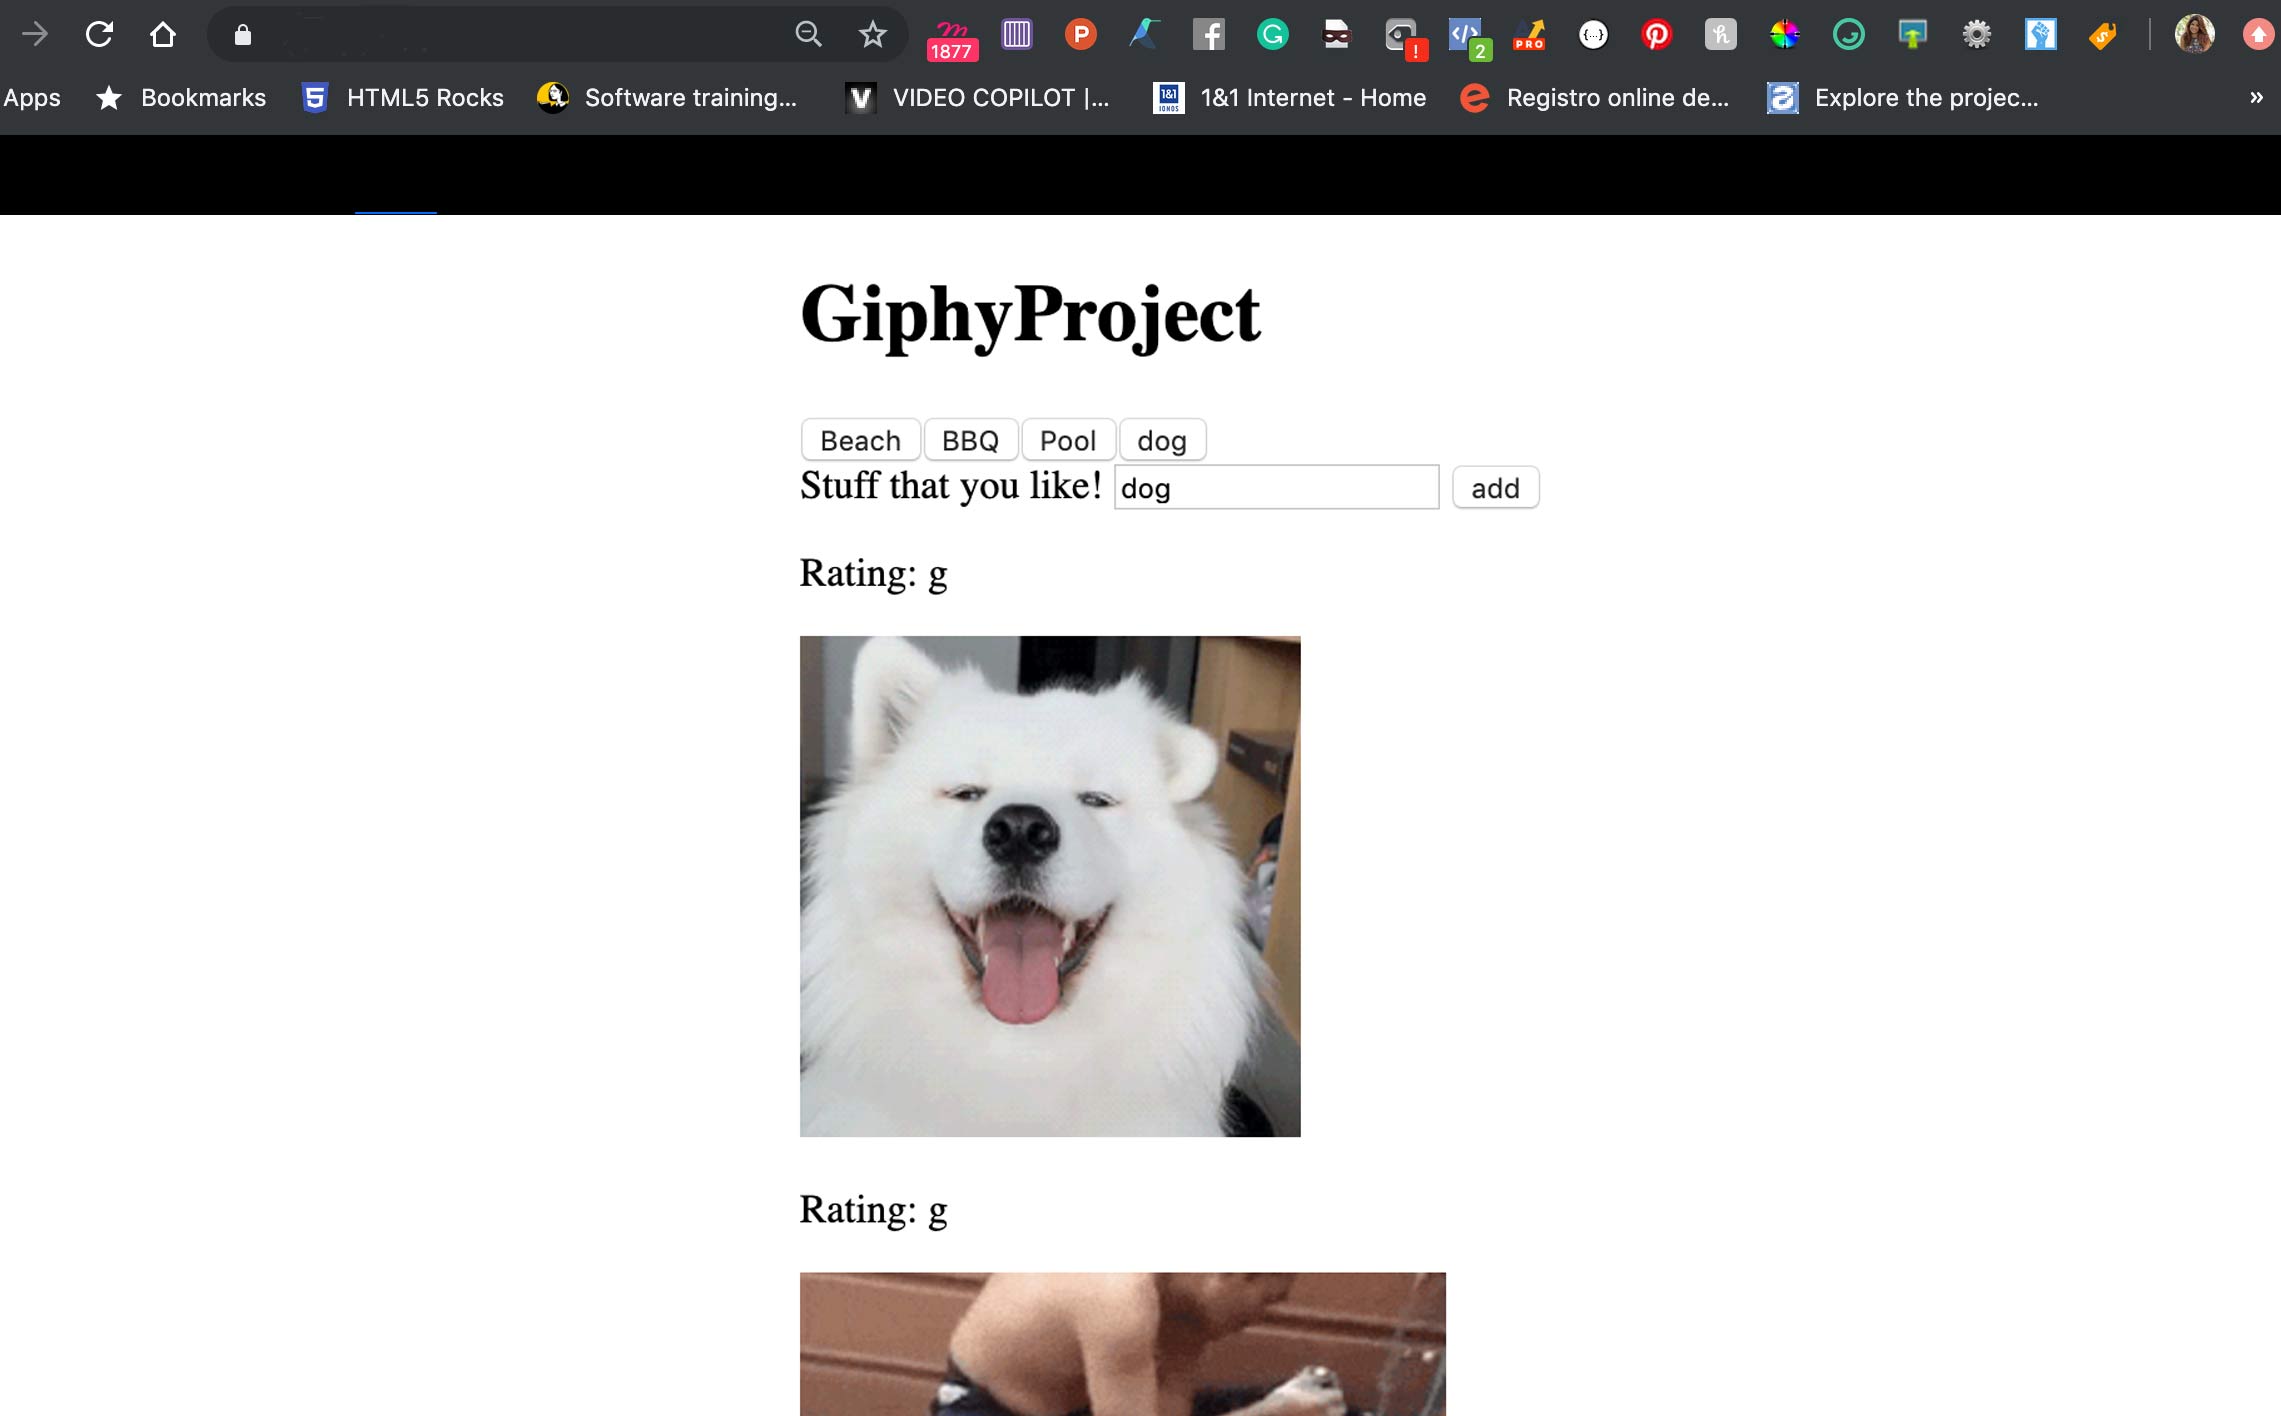 1877
P
!
2
PRO
{...}
Apps Bookmarks HTML5 Rocks Software training... VIDEO COPILOT |... 1&1 Internet - Home Registro online de... Explore the projec... »
GiphyProject
Beach BBQ Pool dog
Stuff that you like! dog add
Rating: g
Rating: g